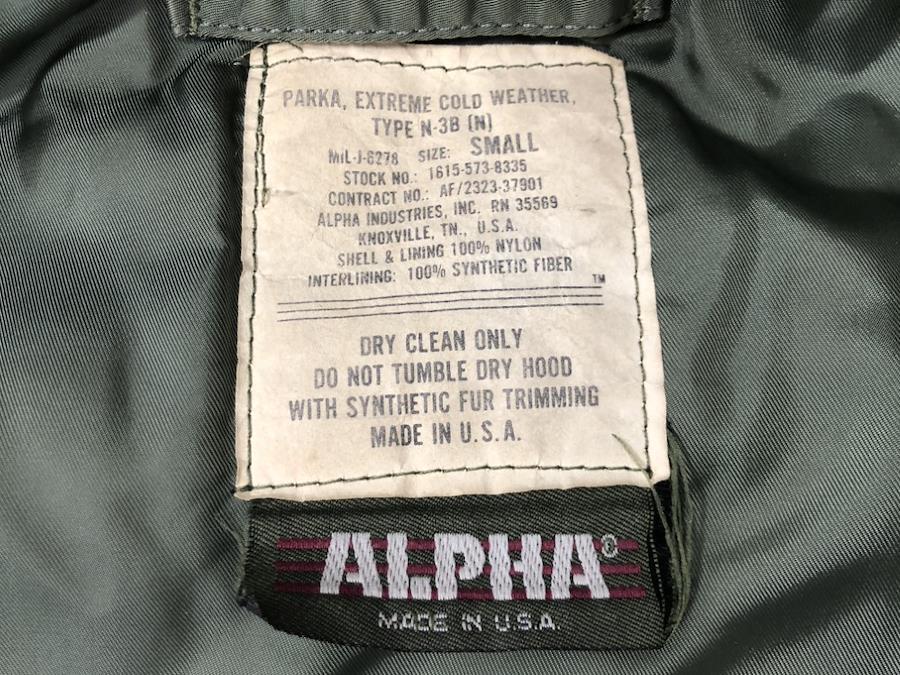 PARKA, EXTREME COLD WEATHER,
TYPE N-3B (N)
MIL-J-6278 SIZE: SMALL
STOCK NO.: 1615-573-8335
CONTRACT NO.: AF/2323-37901
ALPHA INDUSTRIES, INC. RN 35569
KNOXVILLE, TN., U.S.A.
SHELL & LINING 100% NYLON
INTERLINING: 100% SYNTHETIC FIBER
TM
DRY CLEAN ONLY
DO NOT TUMBLE DRY HOOD
WITH SYNTHETIC FUR TRIMMING
MADE IN U.S.A.
ALPHA®
MADE IN U.S.A.